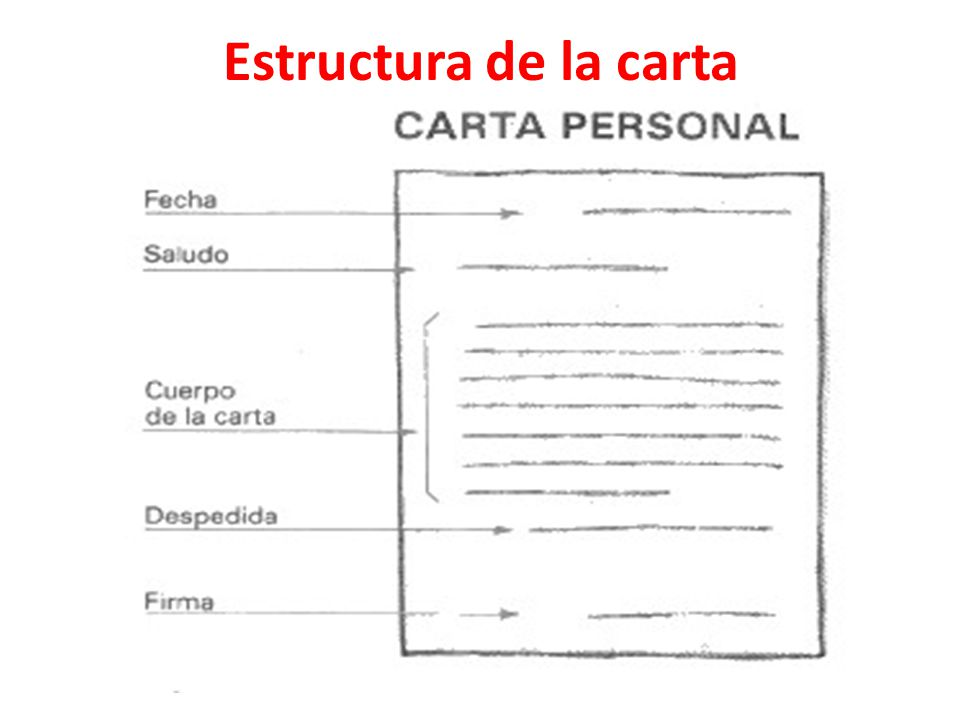 Estructura de la carta
CARTA PERSONAL
Fecha
Saludo
Cuerpo
de la carta
Despedida
Firma